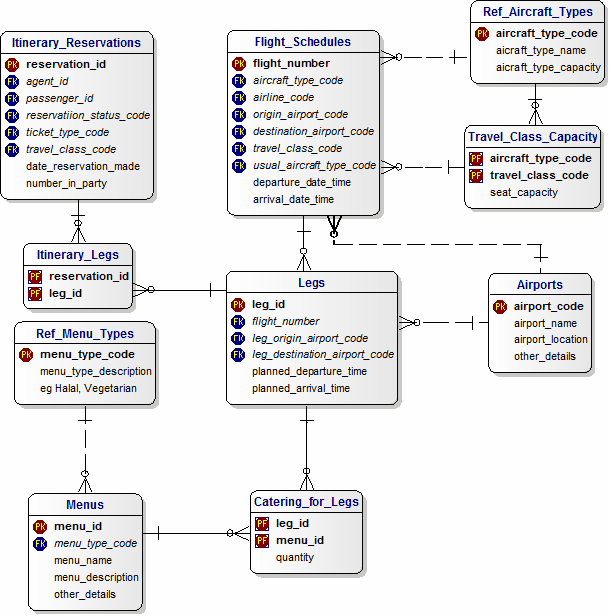 Ref_Aircraft_Types
PK aircraft_type_code
aicraft_type_name
aircraft_type_capacity
Itinerary_Reservations
PK reservation_id
FK agent_id
FK passenger_id
FK reservatiion_status_code
FK ticket_type_code
FK travel_class_code
date_reservation_made
number_in_party
Flight_Schedules
PK flight_number
FK aircraft_type_code
FK airline_code
FK origin_airport_code
FK destination_airport_code
FK travel_class_code
FK usual_aircraft_type_code
departure_date_time
arrival_date_time
Travel_Class_Capacity
PF aircraft_type_code
PF travel_class_code
seat_capacity
Itinerary_Legs
PF reservation_id
PF leg_id
Legs
PK leg_id
FK flight_number
FK leg_origin_airport_code
FK leg_destination_airport_code
planned_departure_time
planned_arrival_time
Airports
PK airport_code
airport_name
airport_location
other_details
Ref_Menu_Types
PK menu_type_code
menu_type_description
eg Halal, Vegetarian
Menus
PK menu_id
FK menu_type_code
menu_name
menu_description
other_details
Catering_for_Legs
PF leg_id
PF menu_id
quantity